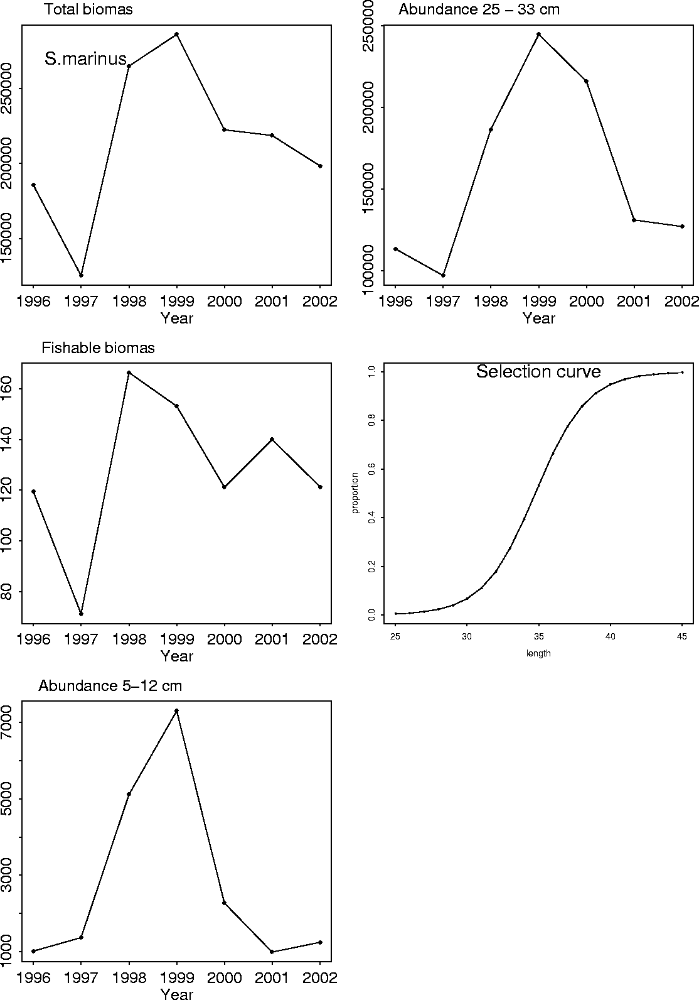 Total biomas
S.marinus
250000
200000
150000
1996 1997 1998 1999 2000 2001 2002
Year
Abundance 25 – 33 cm
250000
200000
150000
100000
1996 1997 1998 1999 2000 2001 2002
Year
Fishable biomas
160
140
120
100
80
1996 1997 1998 1999 2000 2001 2002
Year
Selection curve
1.0
0.8
0.6
0.4
0.2
0.0
proportion
25 30 35 40 45
length
Abundance 5–12 cm
7000
5000
3000
1000
1996 1997 1998 1999 2000 2001 2002
Year